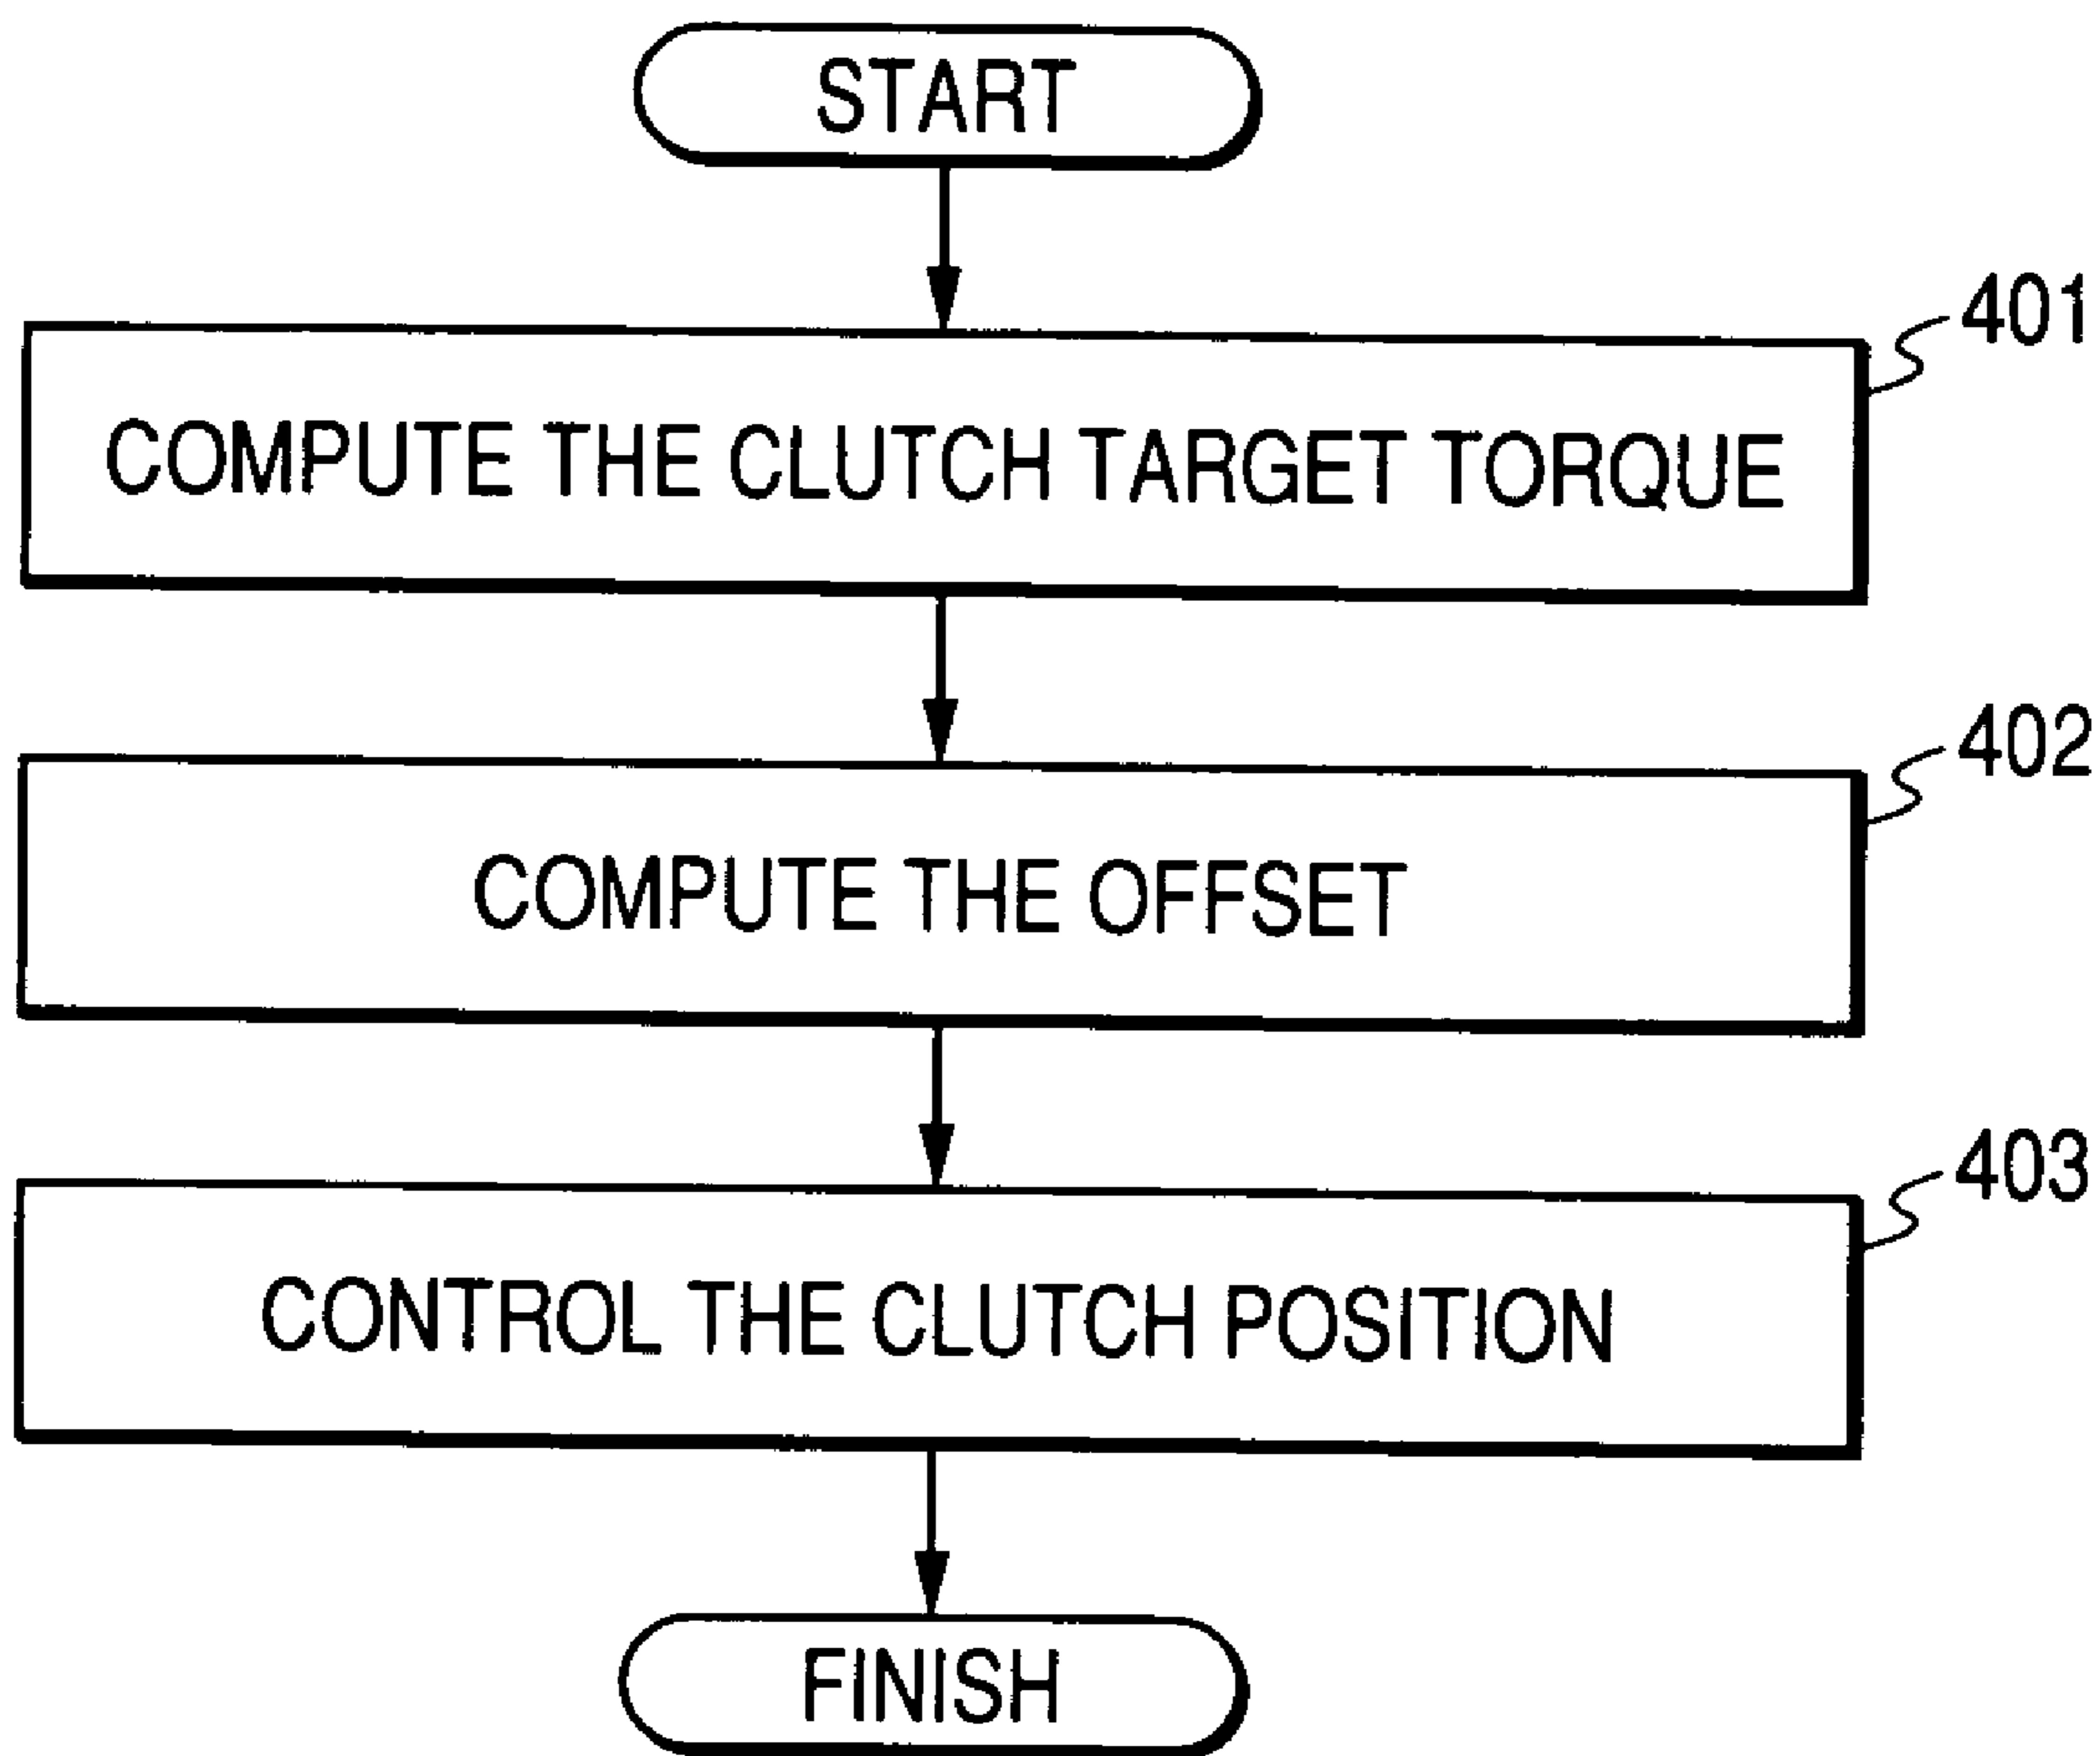 START
401
COMPUTE THE CLUTCH TARGET TORQUE
402
COMPUTE THE OFFSET
403
CONTROL THE CLUTCH POSITION
FINISH